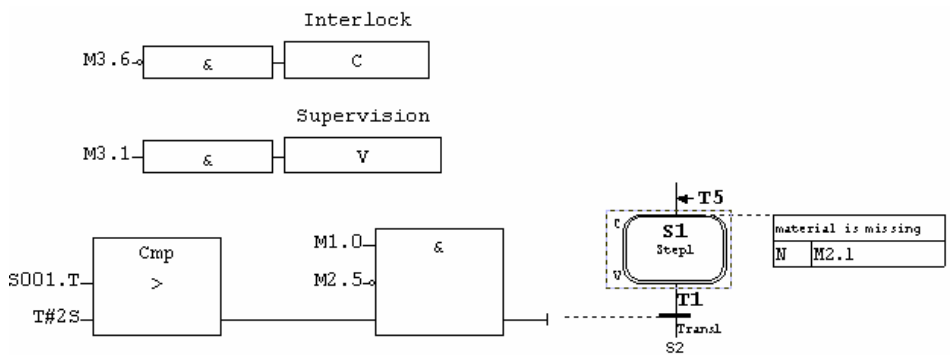 Interlock
M3.6 & C
Supervision
M3.1 & V
Cmp
>
S001.T
T#2S
M1.0 &
M2.5
T5
C
S1
Step1
V
T1
Trans1
S2
material is missing
N M2.1